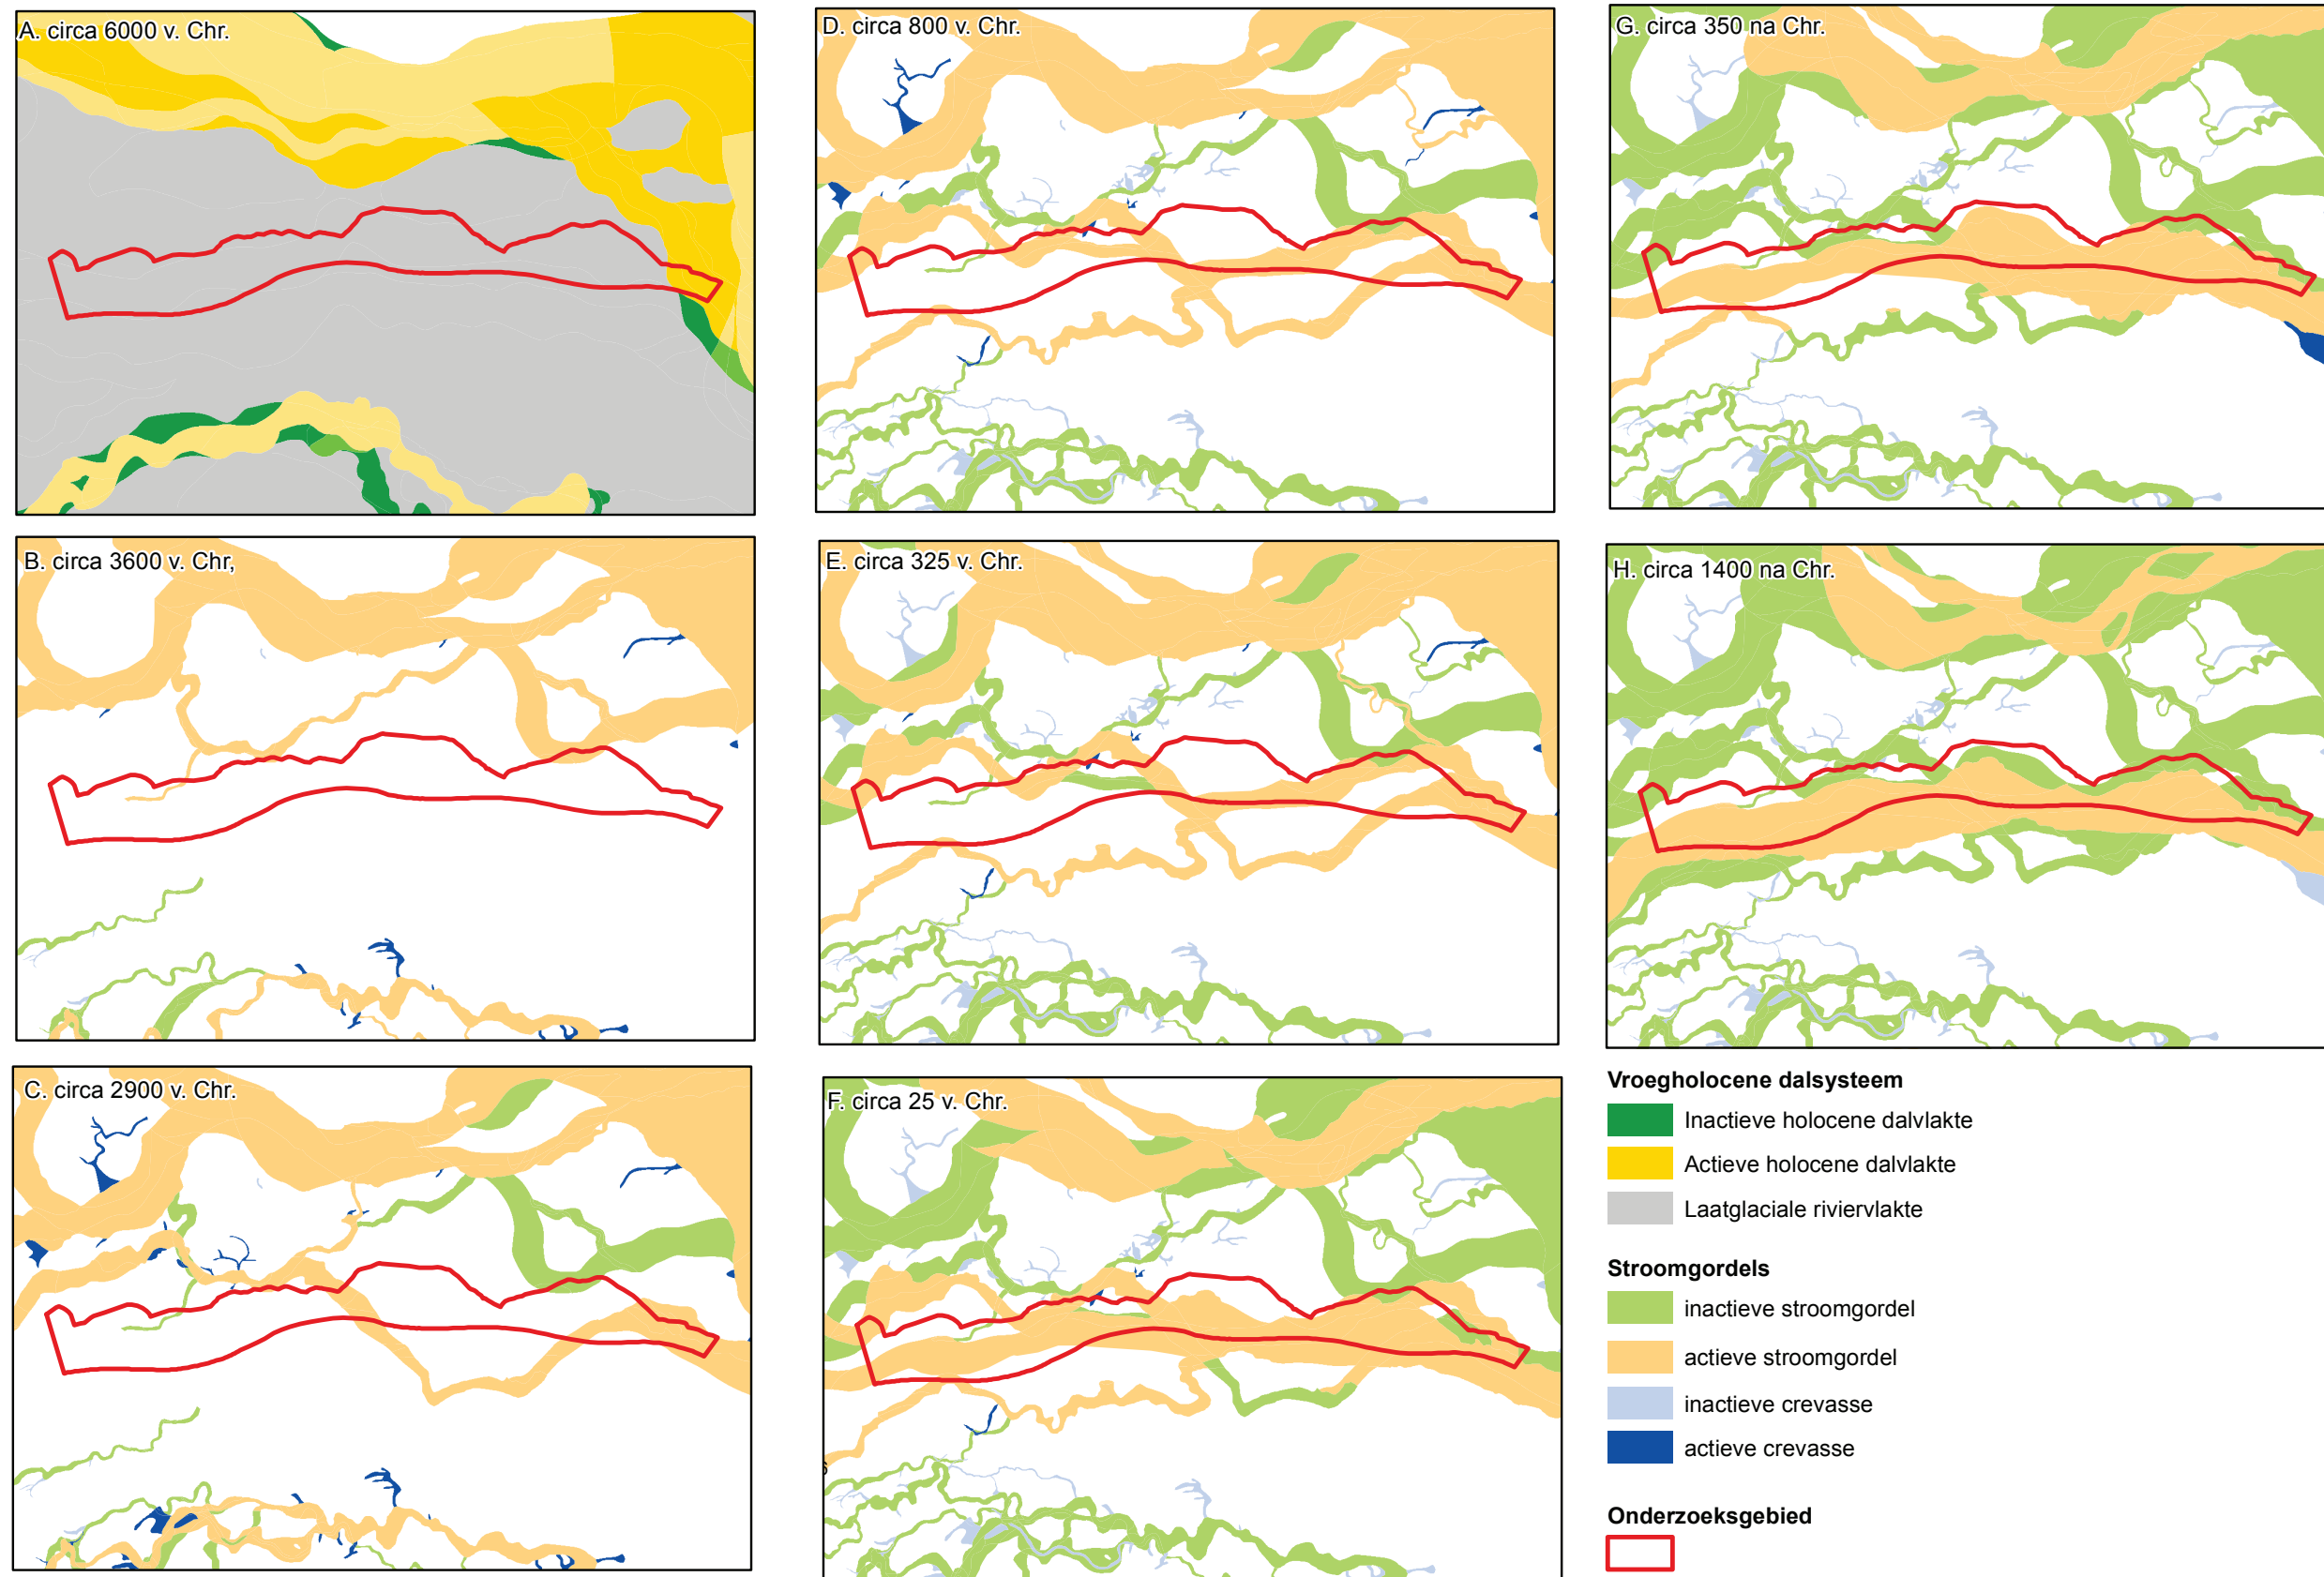 A. circa 6000 v. Chr.
B. circa 3600 v. Chr,
C. circa 2900 v. Chr.
D. circa 800 v. Chr.
E. circa 325 v. Chr.
F. circa 25 v. Chr.
G. circa 350 na Chr.
H. circa 1400 na Chr.
Vroegholocene dalsysteem
Inactieve holocene dalvlakte
Actieve holocene dalvlakte
Laatglaciale riviervlakte
Stroomgordels
inactieve stroomgordel
actieve stroomgordel
inactieve crevasse
actieve crevasse
Onderzoeksgebied